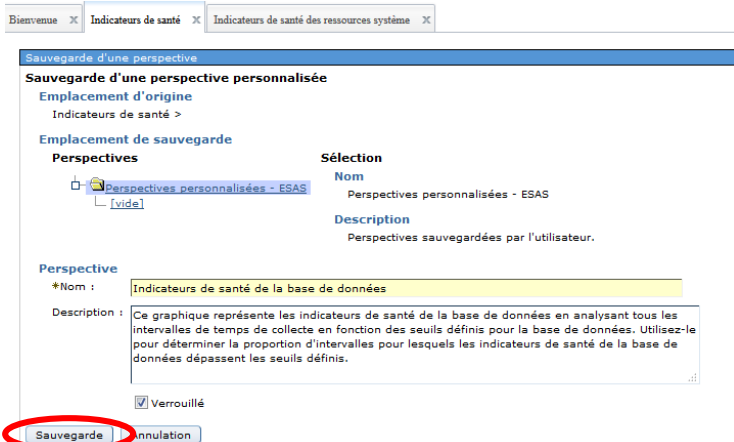 Bienvenue X Indicateurs de santé X Indicateurs de santé des ressources système X
Sauvegarde d'une perspective
Sauvegarde d'une perspective personnalisée
Emplacement d'origine
Indicateurs de santé >
Emplacement de sauvegarde
Perspectives Sélection
Nom
Perspectives personnalisées - ESAS Perspectives personnalisées - ESAS
[vide]
Description
Perspectives sauvegardées par l'utilisateur.
Perspective
*Nom : Indicateurs de santé de la base de données
Description : Ce graphique représente les indicateurs de santé de la base de données en analysant tous les
intervalles de temps de collecte en fonction des seuils définis pour la base de données. Utilisez-le
pour déterminer la proportion d'intervalles pour lesquels les indicateurs de santé de la base de
données dépassent les seuils définis.
Verrouillé
Sauvegarde Annulation